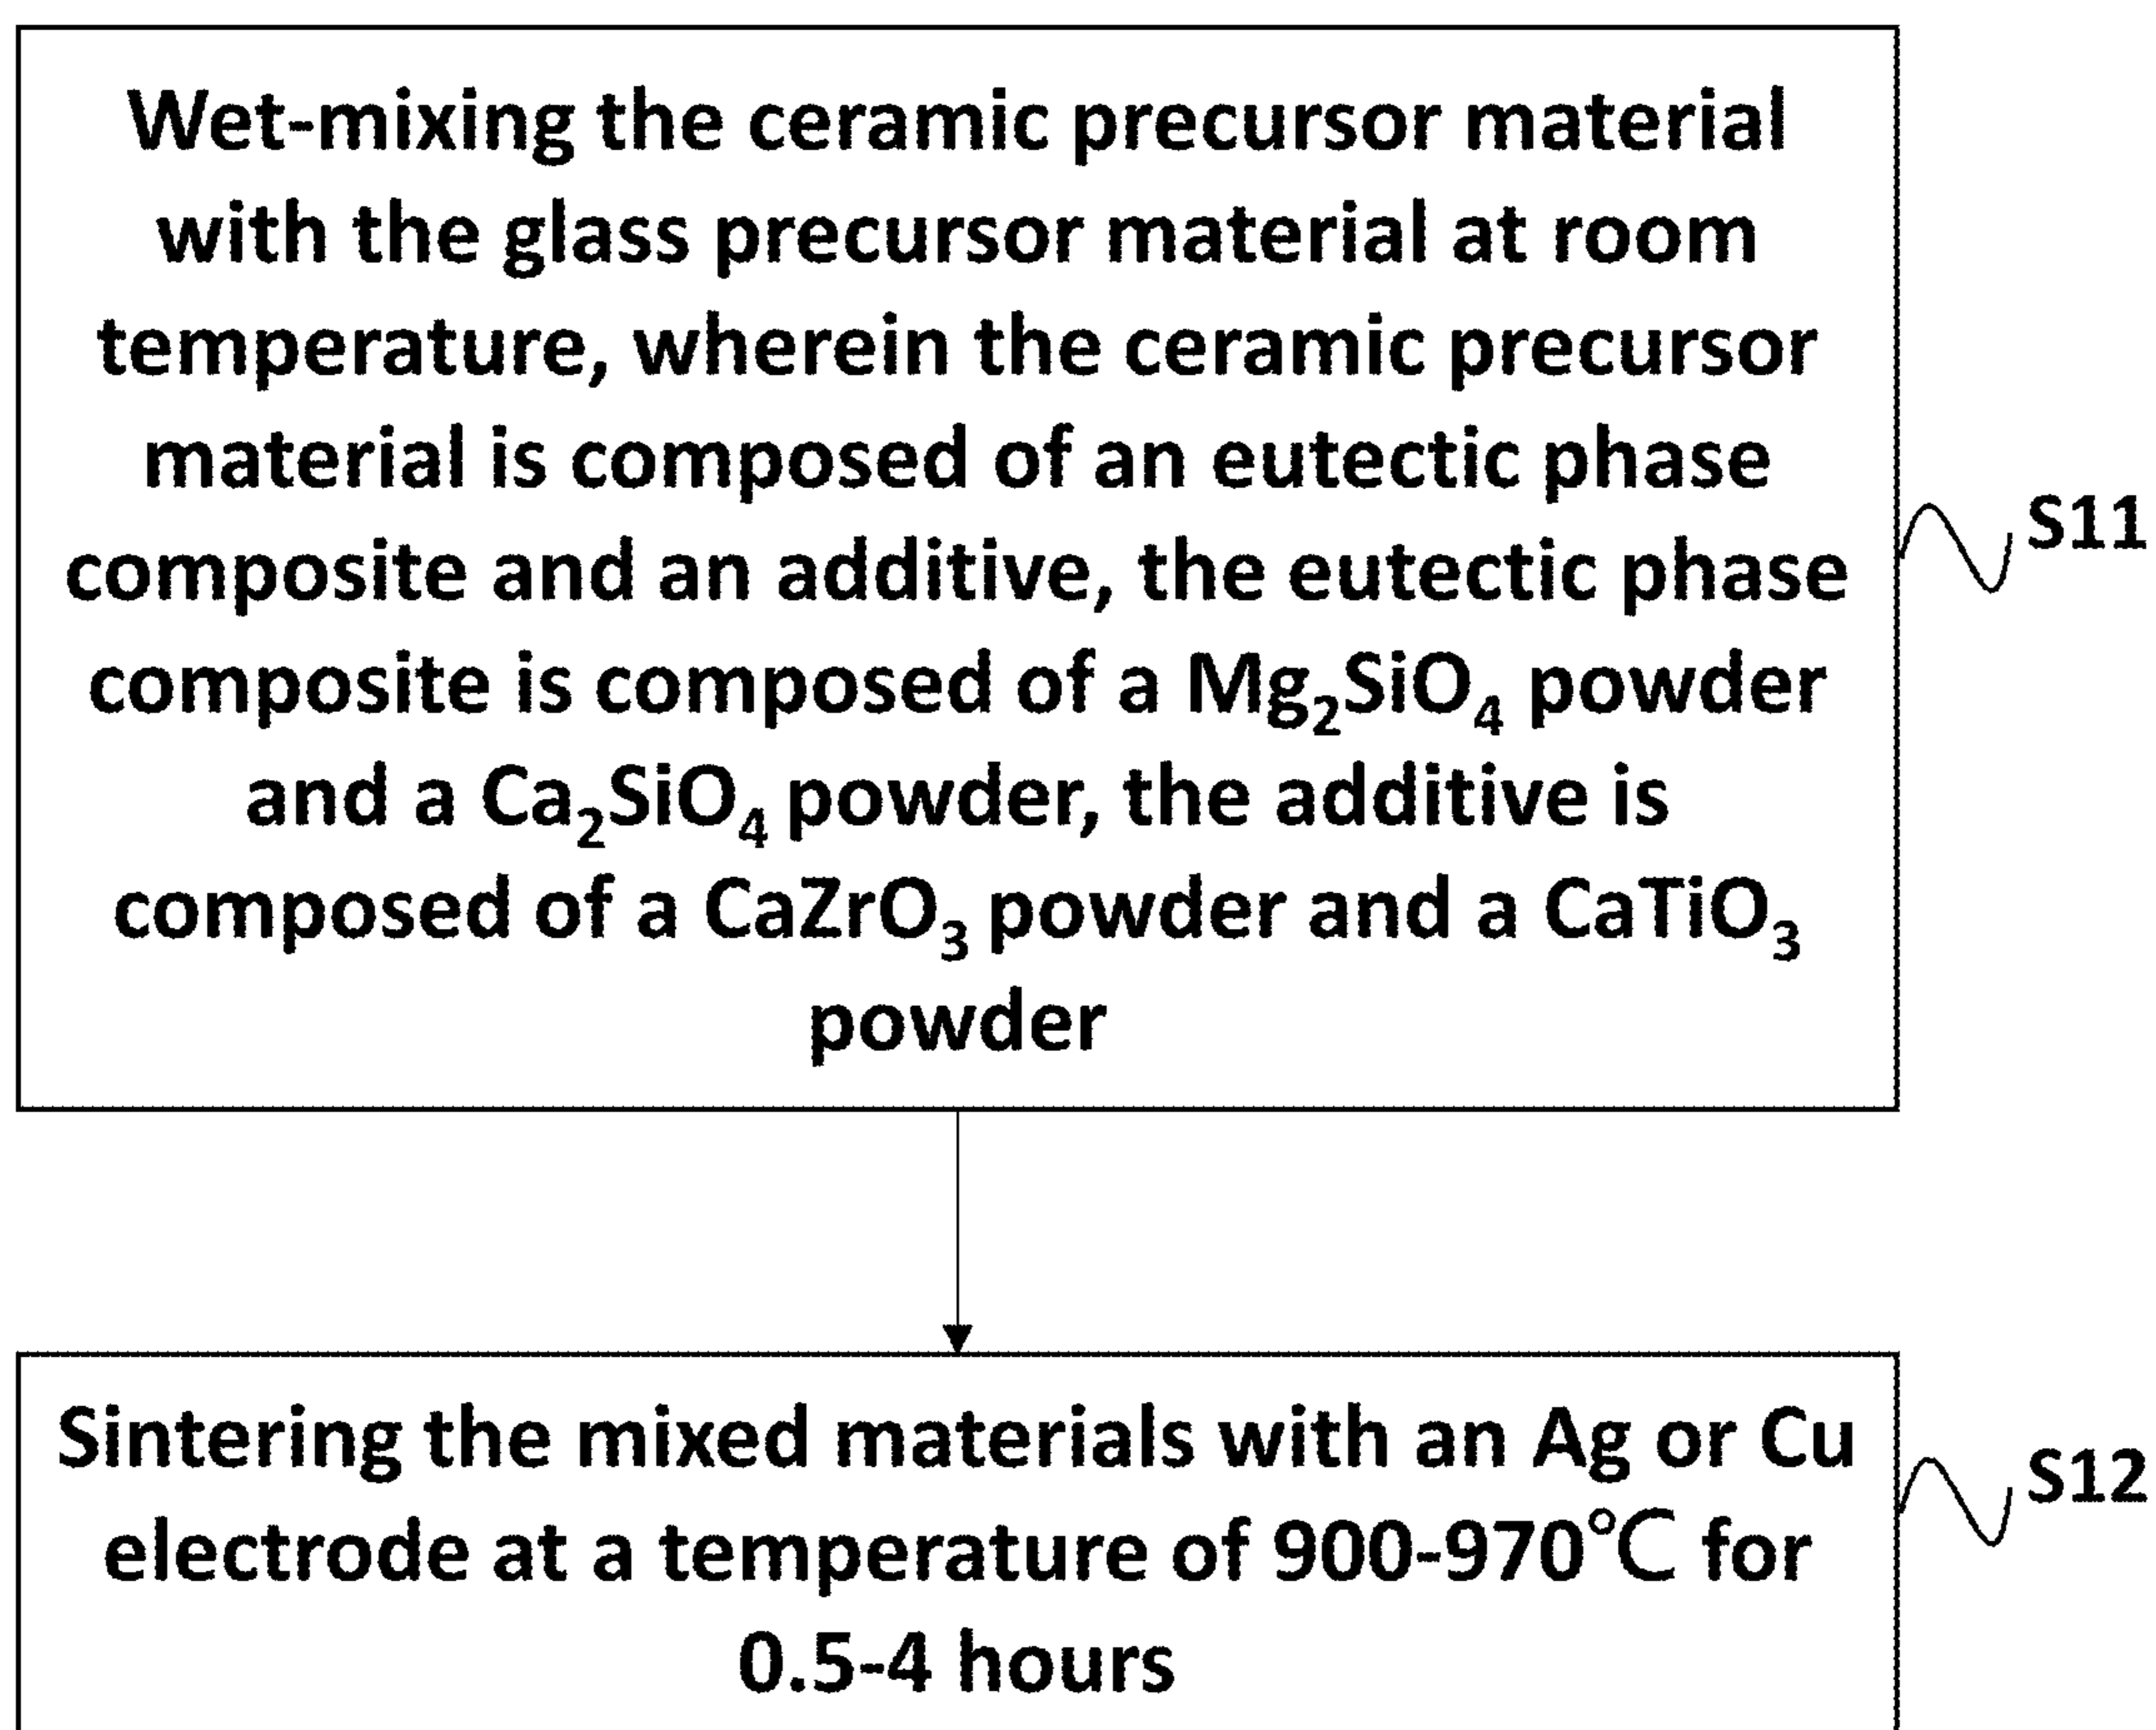 Wet-mixing the ceramic precursor material
with the glass precursor material at room
temperature, wherein the ceramic precursor
material is composed of an eutectic phase
composite and an additive, the eutectic phase
composite is composed of a Mg₂SiO₄ powder
and a Ca₂SiO₄ powder, the additive is
composed of a CaZrO₃ powder and a CaTiO₃
powder
S11
Sintering the mixed materials with an Ag or Cu
electrode at a temperature of 900-970℃ for
0.5-4 hours
S12